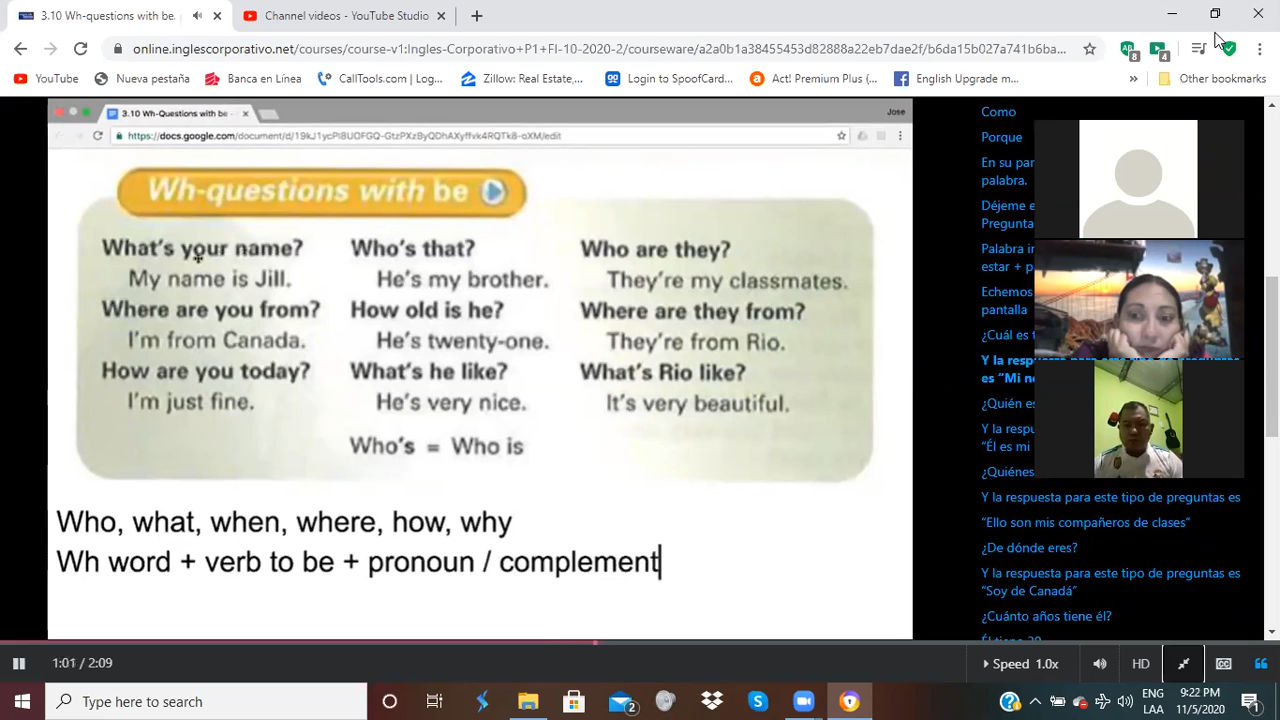 3.10 Wh-questions with be
Channel videos - YouTube Studio
online.inglescorporativo.net/courses/course-v1:Ingles-Corporativo+P1+FI-10-2020-2/courseware/a2a0b1a38455453d82888a22eb7dae2f/b6da15b027a741b6ba...
8
4
YouTube
Nueva pestaña
Banca en Línea
CallTools.com | Log...
Zillow: Real Estate,...
Login to SpoofCard...
Act! Premium Plus (...
English Upgrade m...
»
Other bookmarks
3.10 Wh-Questions with be -
Jose
Wh-questions with be
What's your name?
My name is Jill.
Where are you from?
I'm from Canada.
How are you today?
I'm just fine.
Who's that?
He's my brother.
How old is he?
He's twenty-one.
What's he like?
He's very nice.
Who's = Who is
Who are they?
They're my classmates.
Where are they from?
They're from Rio.
What's Rio like?
It's very beautiful.
Who, what, when, where, how, why
Wh word + verb to be + pronoun / complement
Como
Porque
En su par
palabra.
Déjeme e
Pregunta
Palabra i
estar + p
Echemos
pantalla
¿Cuál es t
Y la resp
es "Mi n
¿Quién es
Y la respu
"Él es mi
¿Quiénes
Y la respuesta para este tipo de preguntas es
"Ello son mis compañeros de clases"
¿De dónde eres?
Y la respuesta para este tipo de preguntas es
"Soy de Canadá"
¿Cuánto años tiene él?
1:01 / 2:09
Speed 1.0x
HD
Type here to search
2
ENG
LAA
9:22 PM
11/5/2020
1